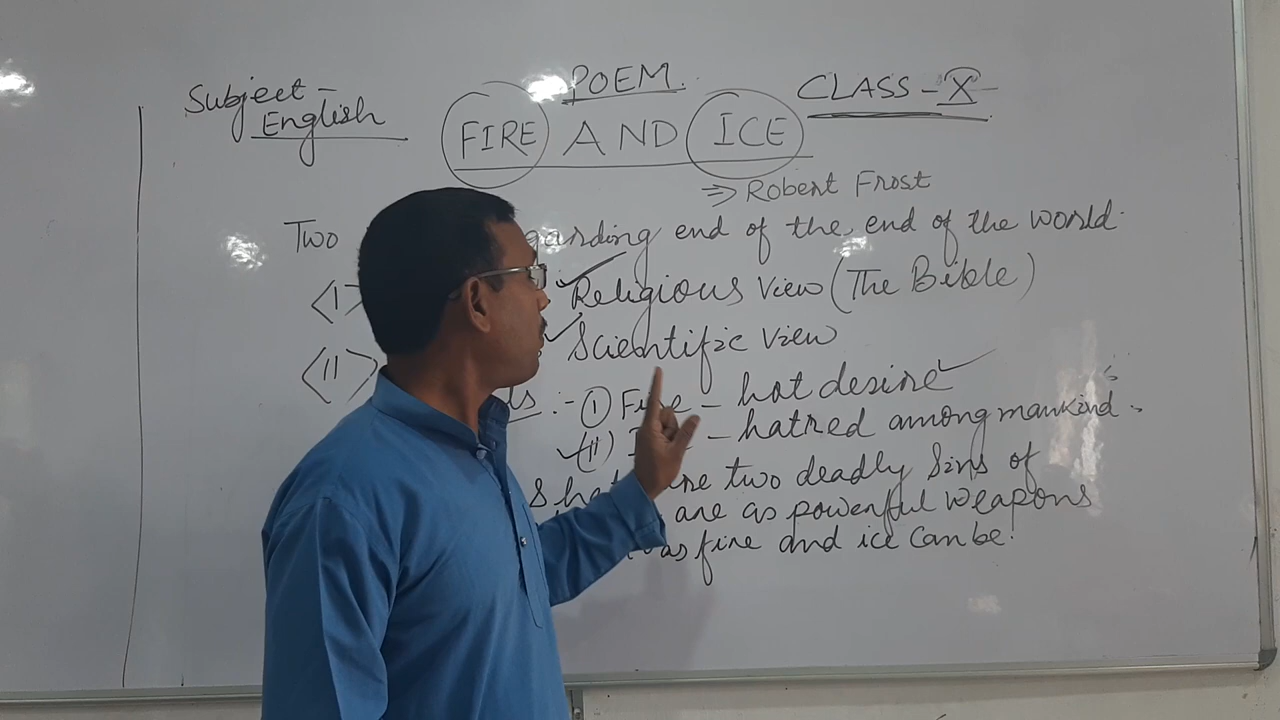 Subject -
English
POEM
CLASS - X
FIRE AND ICE
⇒ Robert Frost
Two garding end of the end of the world.
<I> Religious View (The Bible)
<II> Scientific View
ds :- (I) Fire - hot desire
(II) - hatred among mankind.
two deadly Sins of
are as powerful weapons
as fire and ice can be.